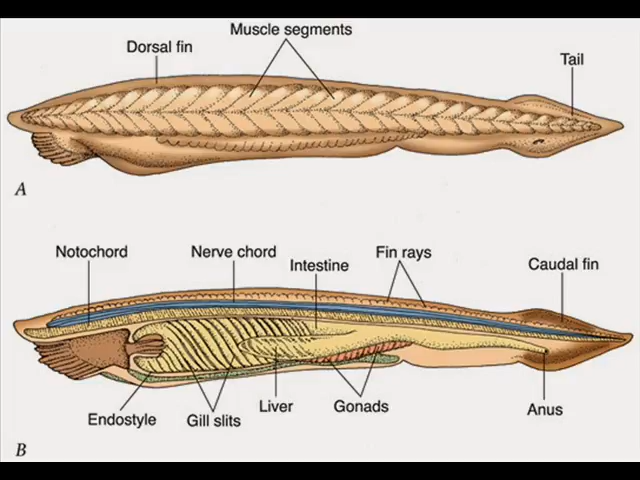 Muscle segments
Dorsal fin
Tail
A
Notochord
Nerve chord
Intestine
Fin rays
Caudal fin
Endostyle
Gill slits
Liver
Gonads
Anus
B